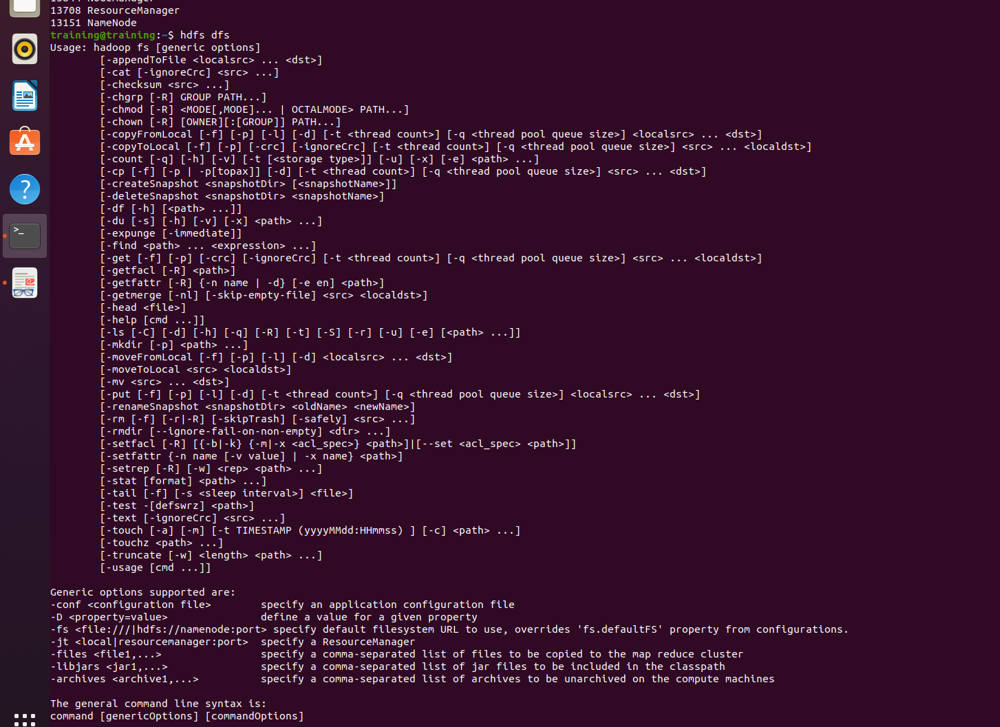 13708 ResourceManager
13151 NameNode
training@training:~$ hdfs dfs
Usage: hadoop fs [generic options]
        [-appendToFile <localsrc> ... <dst>]
        [-cat [-ignoreCrc] <src> ...]
        [-checksum <src> ...]
        [-chgrp [-R] GROUP PATH...]
        [-chmod [-R] <MODE[,MODE]... | OCTALMODE> PATH...]
        [-chown [-R] [OWNER][:[GROUP]] PATH...]
        [-copyFromLocal [-f] [-p] [-l] [-d] [-t <thread count>] [-q <thread pool queue size>] <localsrc> ... <dst>]
        [-copyToLocal [-f] [-p] [-crc] [-ignoreCrc] [-t <thread count>] [-q <thread pool queue size>] <src> ... <localdst>]
        [-count [-q] [-h] [-v] [-t [<storage type>]] [-u] [-x] [-e] <path> ...]
        [-cp [-f] [-p | -p[topax]] [-d] [-t <thread count>] [-q <thread pool queue size>] <src> ... <dst>]
        [-createSnapshot <snapshotDir> [<snapshotName>]]
        [-deleteSnapshot <snapshotDir> <snapshotName>]
        [-df [-h] [<path> ...]]
        [-du [-s] [-h] [-v] [-x] <path> ...]
        [-expunge [-immediate]]
        [-find <path> ... <expression> ...]
        [-get [-f] [-p] [-crc] [-ignoreCrc] [-t <thread count>] [-q <thread pool queue size>] <src> ... <localdst>]
        [-getfacl [-R] <path>]
        [-getfattr [-R] {-n name | -d} [-e en] <path>]
        [-getmerge [-nl] [-skip-empty-file] <src> <localdst>]
        [-head <file>]
        [-help [cmd ...]]
        [-ls [-C] [-d] [-h] [-q] [-R] [-t] [-S] [-r] [-u] [-e] [<path> ...]]
        [-mkdir [-p] <path> ...]
        [-moveFromLocal [-f] [-p] [-l] [-d] <localsrc> ... <dst>]
        [-moveToLocal <src> <localdst>]
        [-mv <src> ... <dst>]
        [-put [-f] [-p] [-l] [-d] [-t <thread count>] [-q <thread pool queue size>] <localsrc> ... <dst>]
        [-renameSnapshot <snapshotDir> <oldName> <newName>]
        [-rm [-f] [-r|-R] [-skipTrash] [-safely] <src> ...]
        [-rmdir [--ignore-fail-on-non-empty] <dir> ...]
        [-setfacl [-R] [{-b|-k} {-m|-x <acl_spec>} <path>]|[--set <acl_spec> <path>]]
        [-setfattr {-n name [-v value] | -x name} <path>]
        [-setrep [-R] [-w] <rep> <path> ...]
        [-stat [format] <path> ...]
        [-tail [-f] [-s <sleep interval>] <file>]
        [-test -[defswrz] <path>]
        [-text [-ignoreCrc] <src> ...]
        [-touch [-a] [-m] [-t TIMESTAMP (yyyyMMdd:HHmmss) ] [-c] <path> ...]
        [-touchz <path> ...]
        [-truncate [-w] <length> <path> ...]
        [-usage [cmd ...]]

Generic options supported are:
-conf <configuration file>        specify an application configuration file
-D <property=value>               define a value for a given property
-fs <file:///|hdfs://namenode:port> specify default filesystem URL to use, overrides 'fs.defaultFS' property from configurations.
-jt <local|resourcemanager:port>  specify a ResourceManager
-files <file1,...>                specify a comma-separated list of files to be copied to the map reduce cluster
-libjars <jar1,...>               specify a comma-separated list of jar files to be included in the classpath
-archives <archive1,...>          specify a comma-separated list of archives to be unarchived on the compute machines

The general command line syntax is:
command [genericOptions] [commandOptions]